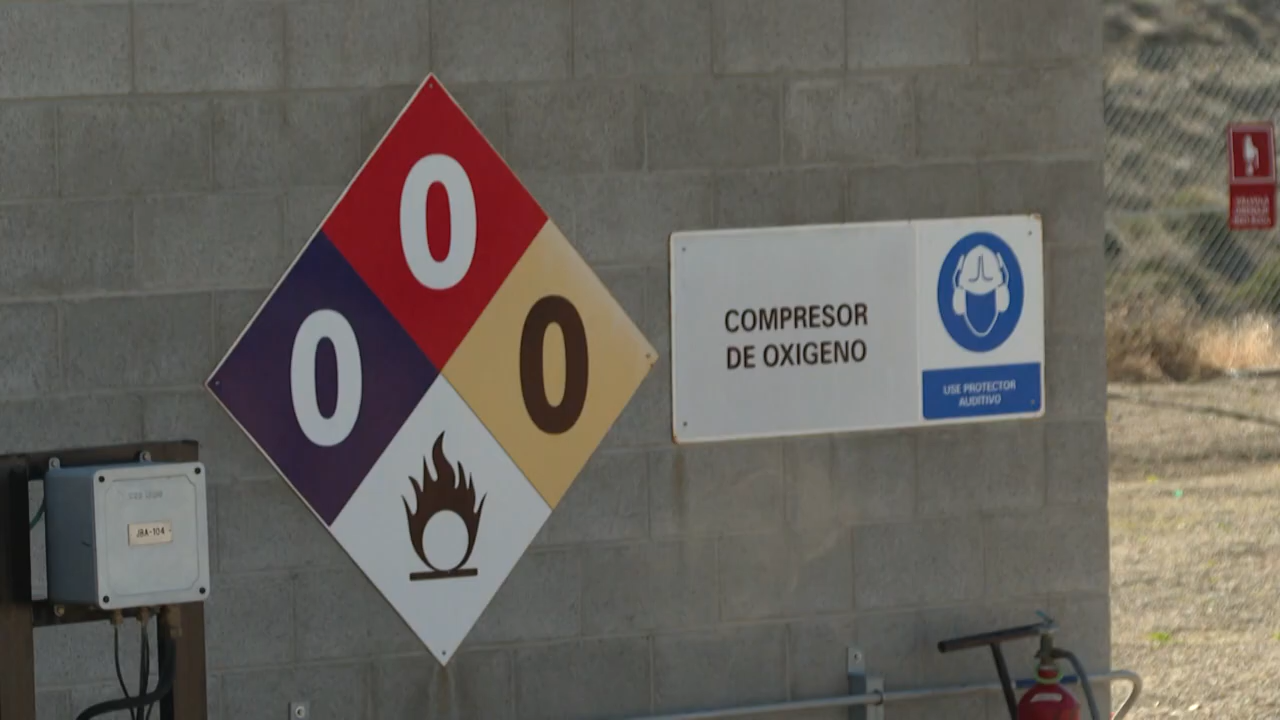 0
0
0
COMPRESOR
DE OXIGENO
USE PROTECTOR
AUDITIVO
JBA-104